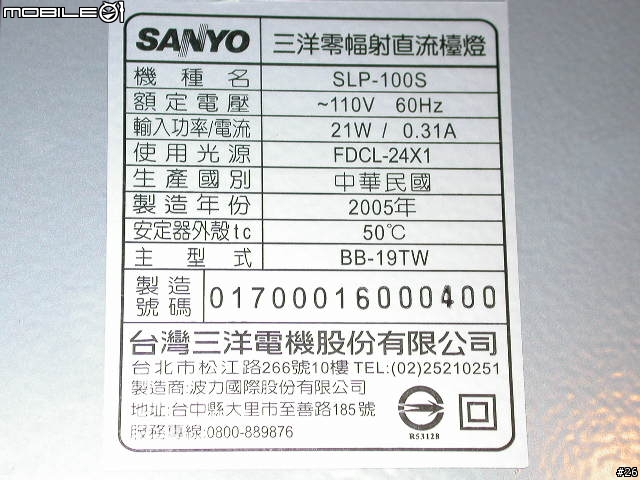 MOBILE01
SANYO 三洋零幅射直流檯燈
機種名 SLP-100S
額定電壓 ~110V 60Hz
輸入功率/電流 21W / 0.31A
使用光源 FDCL-24X1
生產國別 中華民國
製造年份 2005年
安定器外殼tc 50℃
主型式 BB-19TW
製造號碼 01700016000400
台灣三洋電機股份有限公司
台北市松江路266號10樓 TEL:(02)25210251
製造商:波力國際股份有限公司
地址:台中縣大里市至善路185號
服務專線:0800-889876
R53128
#26